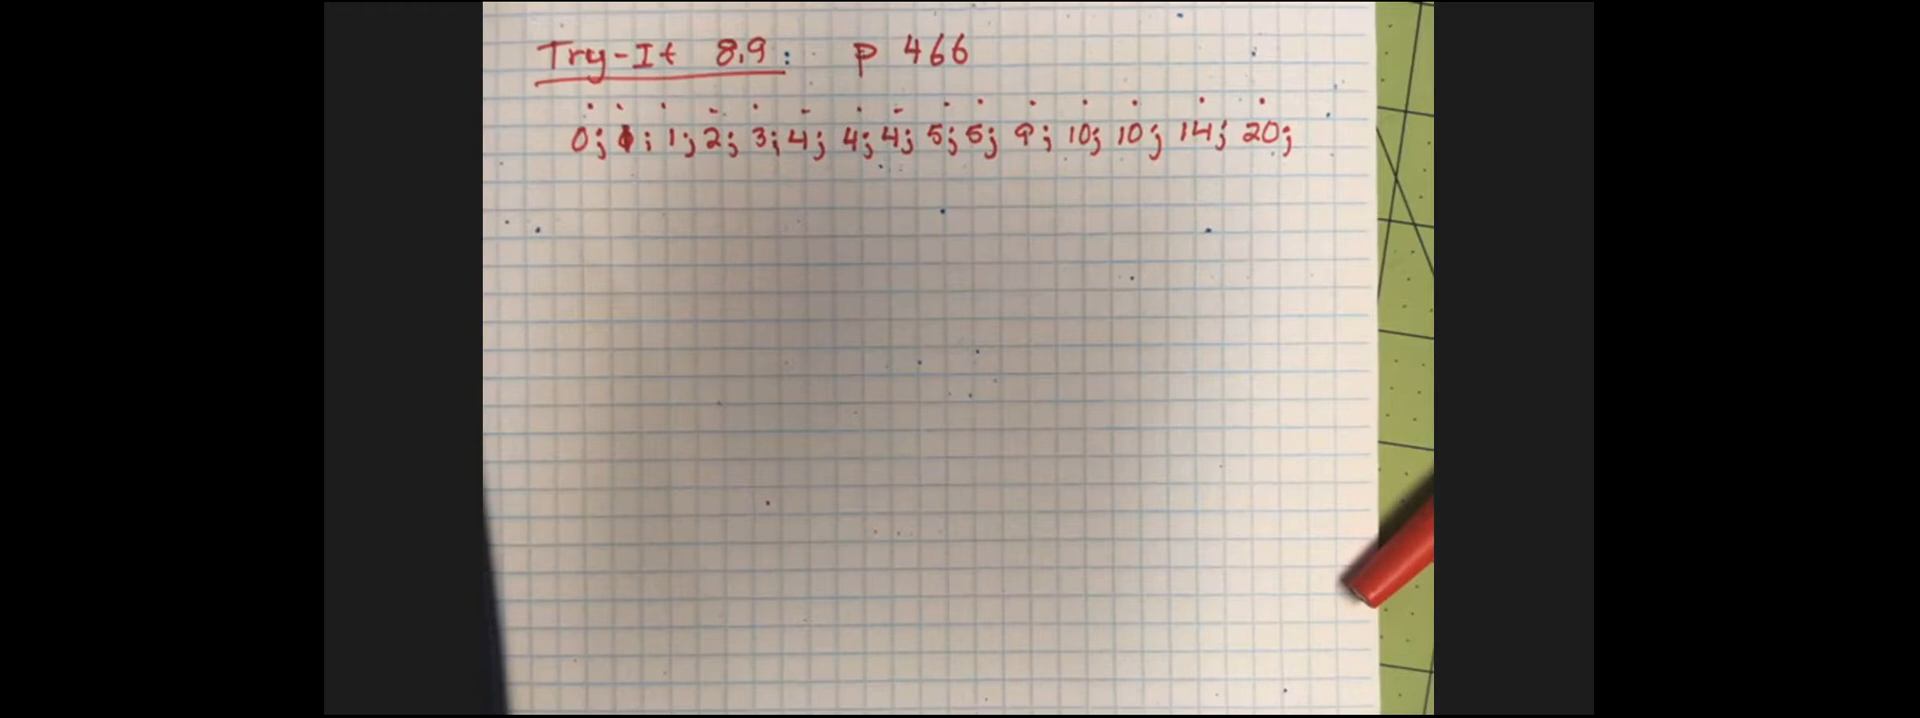 Try-It 8.9: p 466
0; 1; 1; 2; 3; 4; 4; 4; 5; 5; 9; 10; 10; 14; 20;